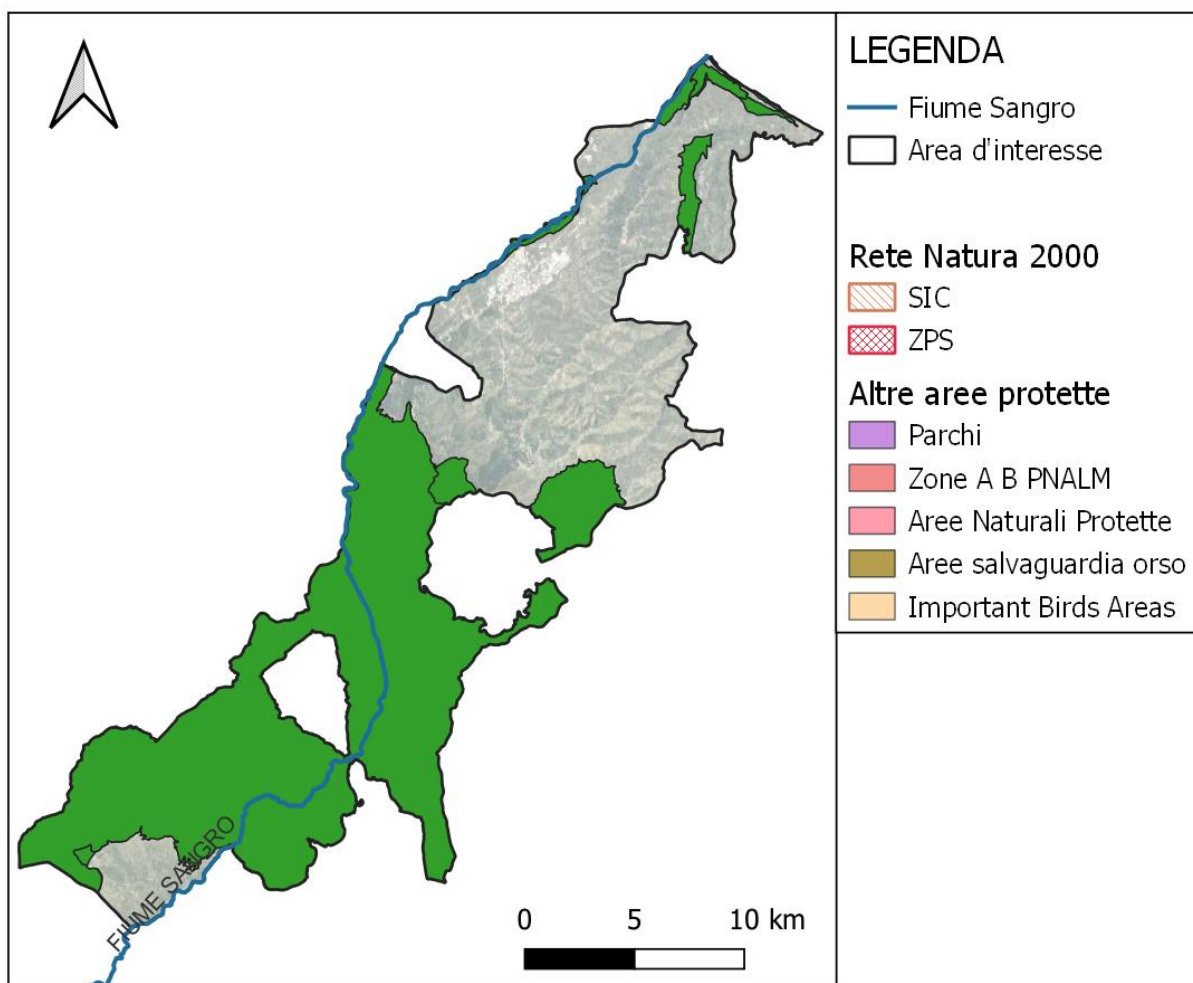 LEGENDA
Fiume Sangro
Area d'interesse
Rete Natura 2000
SIC
ZPS
Altre aree protette
Parchi
Zone A B PNALM
Aree Naturali Protette
Aree salvaguardia orso
Important Birds Areas
FIUME SANGRO
0 5 10 km